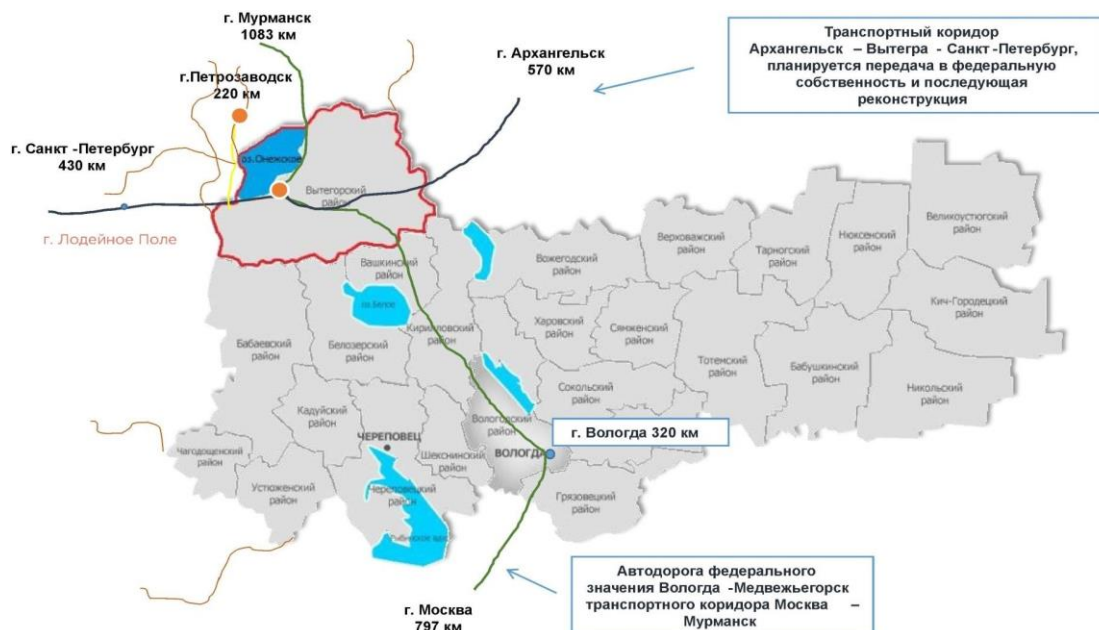 г. Мурманск
1083 км
г. Архангельск
570 км
Транспортный коридор
Архангельск – Вытегра - Санкт -Петербург,
планируется передача в федеральную
собственность и последующая
реконструкция
г.Петрозаводск
220 км
г. Санкт -Петербург
430 км
оз.Онежское
Вытегорский
район
г. Лодейное Поле
Великоустюгский
район
Нюксенский
район
Верховажский
район
Тарногский
район
Вожегодский
район
Вашкинский
район
оз.Белое
Кич-Городецкий
район
Харовский
район
Сямженский
район
Кирилловский
район
Бабаевский
район
Белозерский
район
Тотемский
район
Бабушкинский
район
Никольский
район
Сокольский
район
Кадуйский
район
Вологодский
район
г. Вологда 320 км
ЧЕРЕПОВЕЦ
ВОЛОГДА
Чагодощенский
район
Шекснинский
район
Устюженский
район
Череповецкий
район
Грязовецкий
район
Рыбинское вдхр.
г. Москва
797 км
Автодорога федерального
значения Вологда -Медвежьегорск
транспортного коридора Москва –
Мурманск